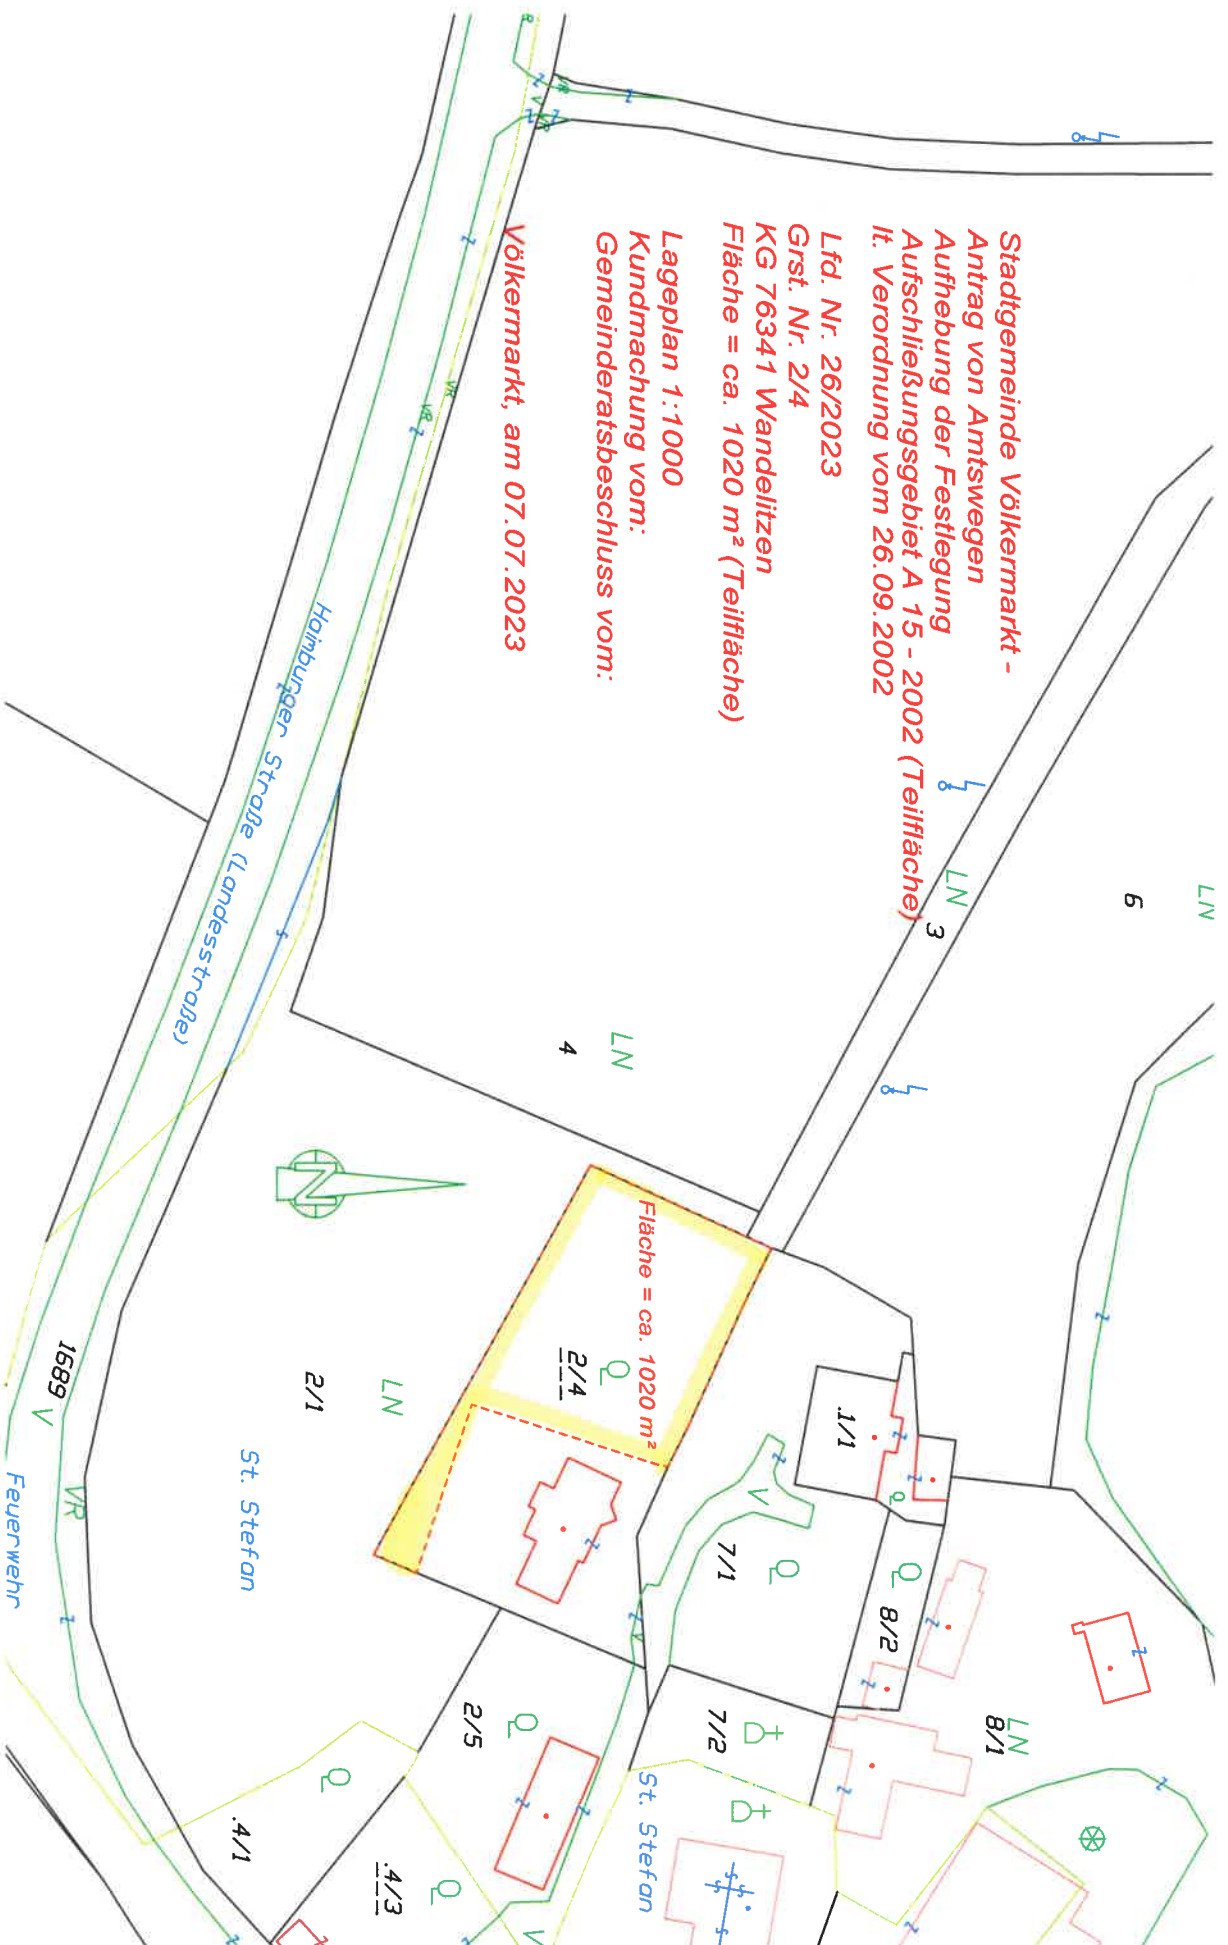 Stadtgemeinde Völkermarkt -
Antrag von Amtswegen
Aufhebung der Festlegung
Aufschließungsgebiet A 15 - 2002 (Teilfläche)
lt. Verordnung vom 26.09.2002
Lfd. Nr. 26/2023
Grst. Nr. 2/4
KG 76341 Wandelitzen
Fläche = ca. 1020 m² (Teilfläche)
Lageplan 1:1000
Kundmachung vom:
Gemeinderatsbeschluss vom:
Völkermarkt, am 07.07.2023
LN
6
LN
3
LN
4
Fläche = ca. 1020 m²
2/4
.1/1
7/1
8/2
LN
8/1
7/2
St. Stefan
2/5
.4/3
.4/1
LN
2/1
St. Stefan
N
Haimburger Straße (Landesstraße)
1689
V
VR
VR
VR
VR
V
V
V
V
Feuerwehr